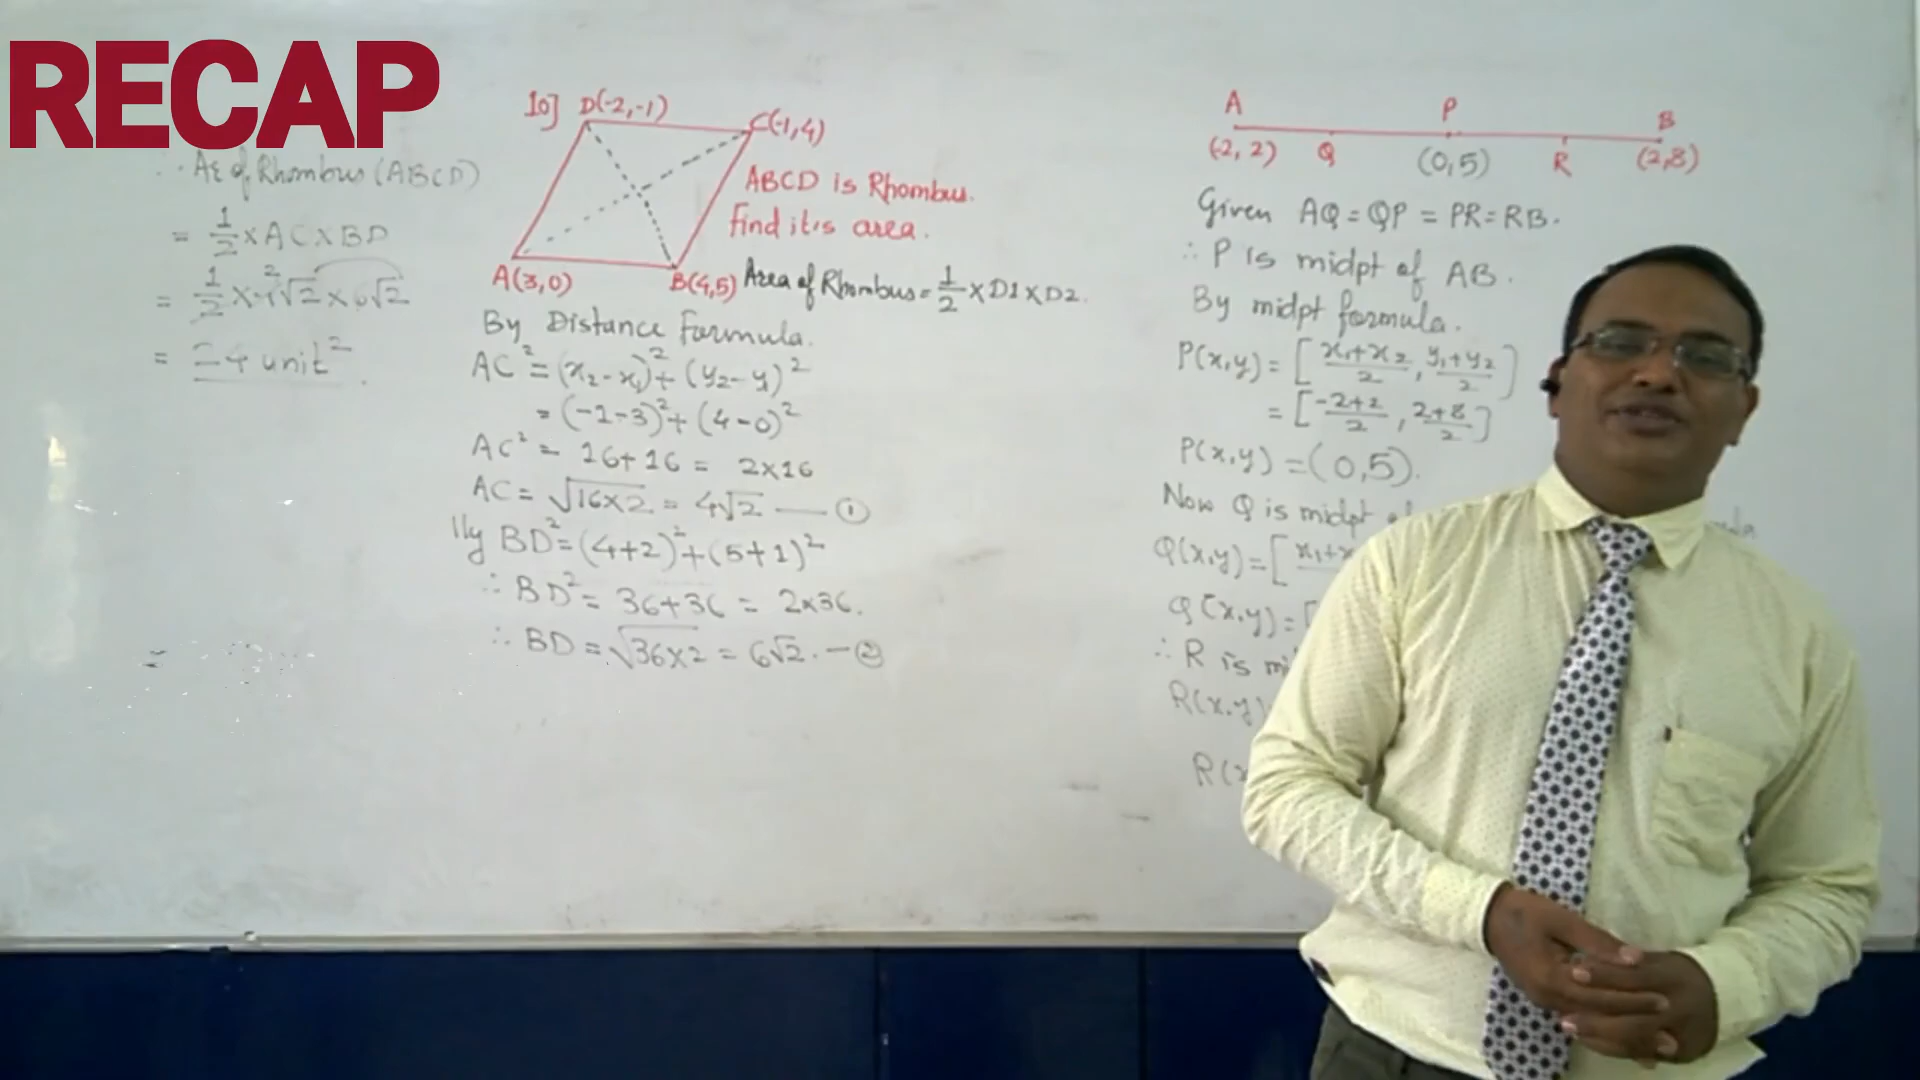 RECAP
∴ Ar of Rhombus (ABCD)
= 1/2 × AC × BD
= 1/2 × 4√2 × 6√2
2
= 24 unit².
10] D(-2,-1)
C(-1,4)
ABCD is Rhombus.
Find it's area.
A(3,0)
B(4,5)
Area of Rhombus = 1/2 × D1 × D2.
By Distance Formula.
AC² = (x₂-x₁)² + (y₂-y₁)²
= (-1-3)² + (4-0)²
AC² = 16+16 = 2×16
AC = √16×2 = 4√2 — ①
lly BD² = (4+2)² + (5+1)²
∴ BD² = 36+36 = 2×36.
∴ BD = √36×2 = 6√2. — ②
A P B
(-2, 2) Q (0,5) R (2,8)
Given AQ = QP = PR = RB.
∴ P is midpt of AB.
By midpt formula.
P(x,y) = [x₁+x₂/2, y₁+y₂/2]
= [-2+2/2, 2+8/2]
P(x,y) = (0,5).
Now Q is midpt
Q(x,y) = [x₁+x
Q(x,y) = [
∴ R is mi
R(x,y)
R(x